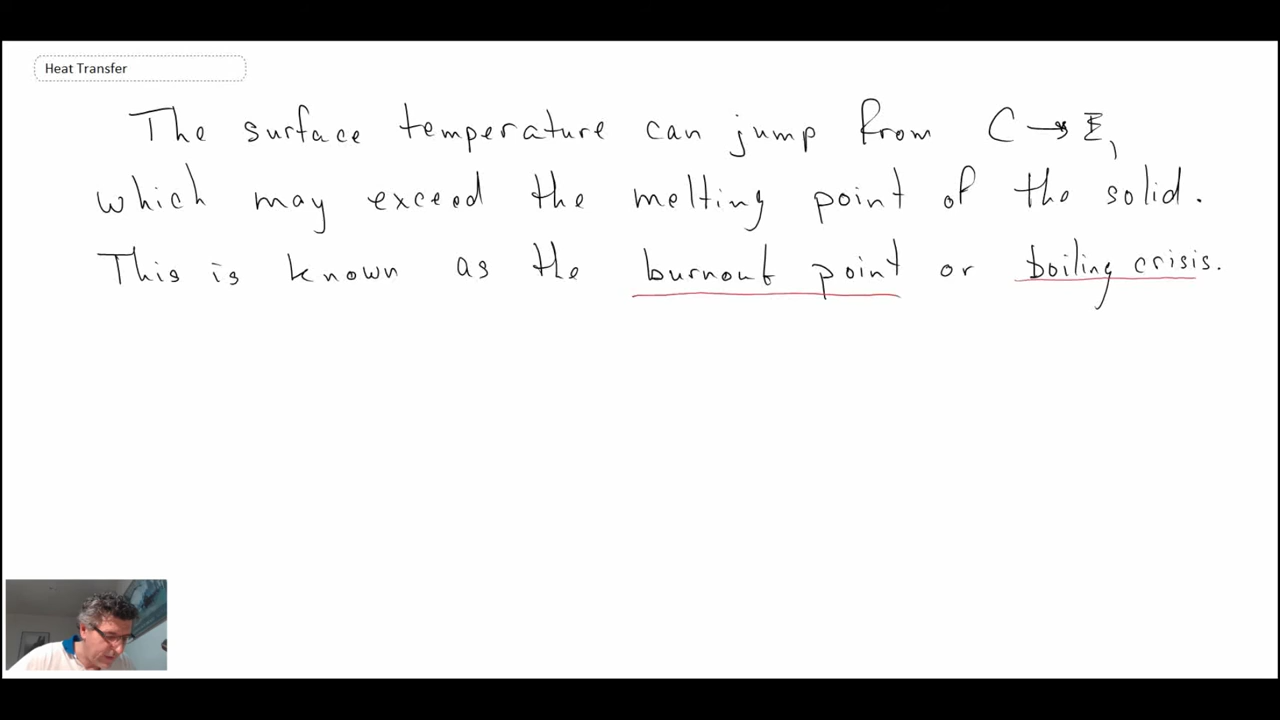 Heat Transfer
The surface temperature can jump from C → E,
which may exceed the melting point of the solid.
This is known as the burnout point or boiling crisis.